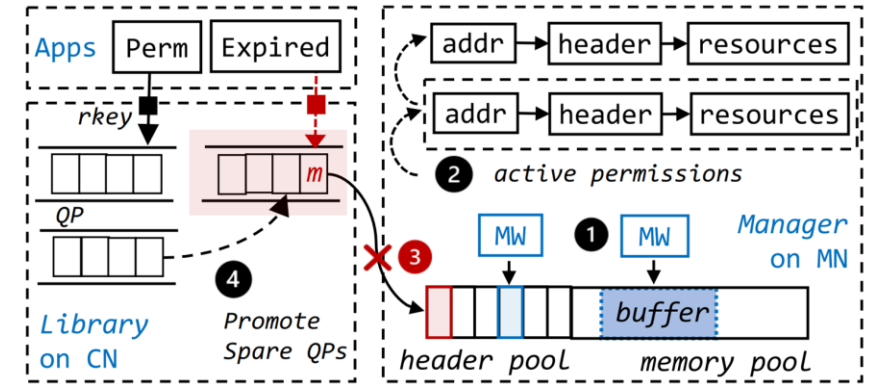 Apps
Perm
Expired
rkey
m
QP
4
Promote
Spare QPs
Library
on CN
addr
header
resources
addr
header
resources
2
active permissions
MW
1
MW
Manager
on MN
3
buffer
header pool
memory pool